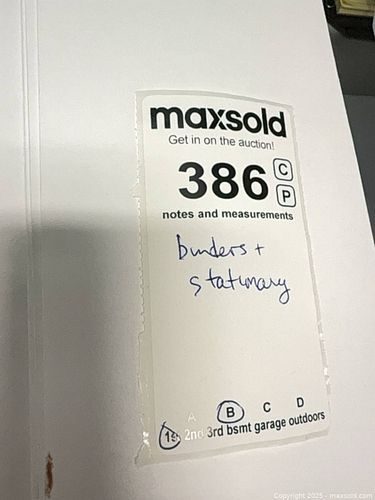 maxsold
Get in on the auction!
386 C
P
notes and measurements
binders +
stationary
A B C D
1st 2nd 3rd bsmt garage outdoors
Copyright 2025 - maxsold.com